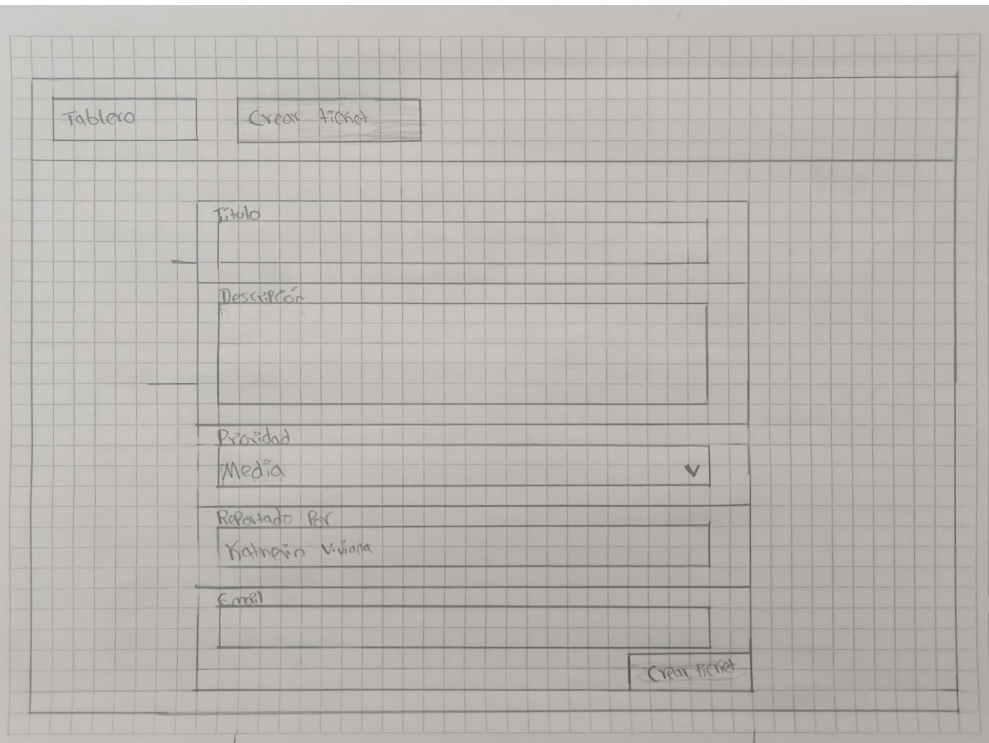 Tablero
Crear ticket
Titulo
Descripción
Prioridad
Media
Reportado Por
Katherin Viviana
Email
Crear ticket